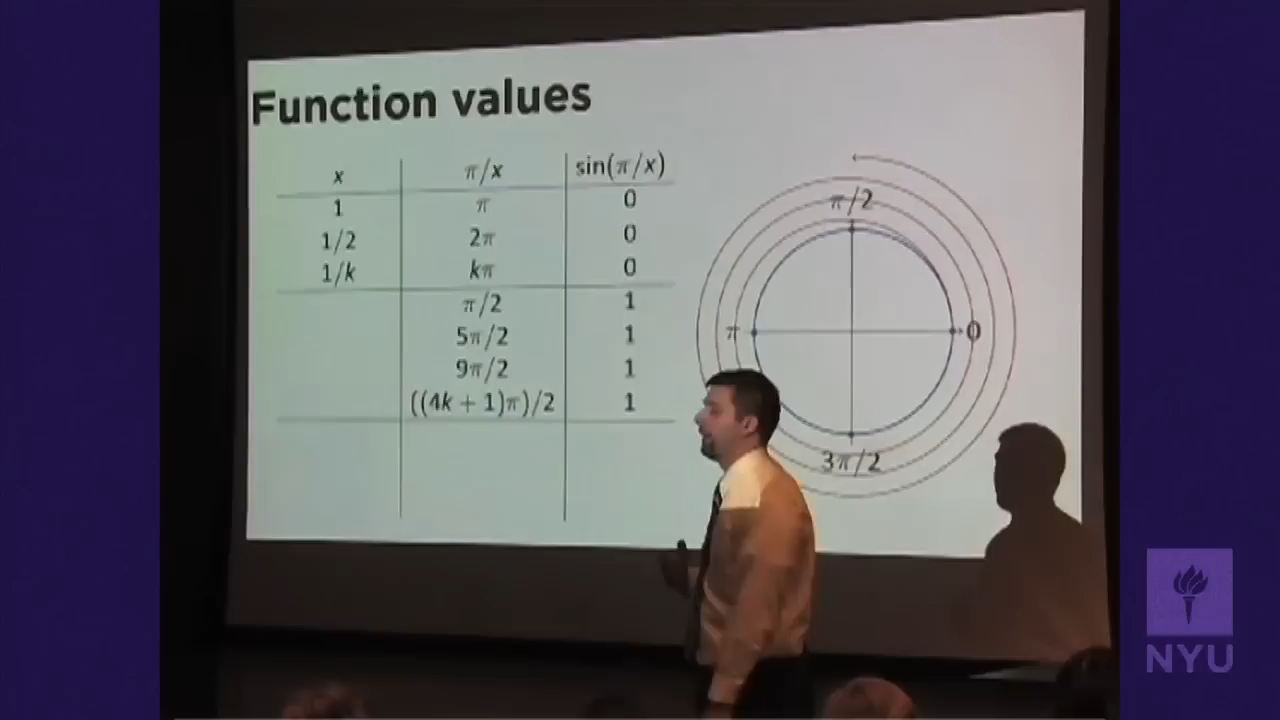 Function values
x π/x sin(π/x)
1 π 0
1/2 2π 0
1/k kπ 0
π/2 1
5π/2 1
9π/2 1
((4k + 1)π)/2 1
π/2
π 0
3π/2
NYU